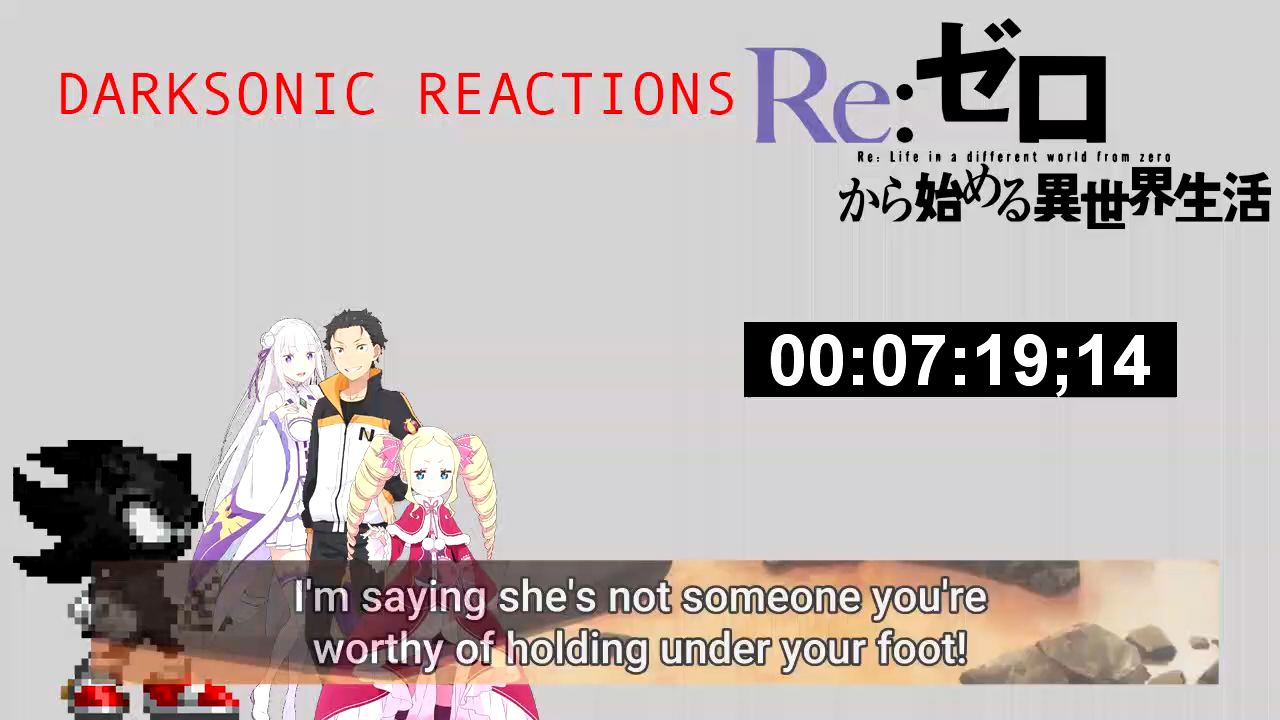 DARKSONIC REACTIONS
Re:ゼロ
Re: Life in a different world from zero
から始める異世界生活
00:07:19;14
N
I'm saying she's not someone you're
worthy of holding under your foot!